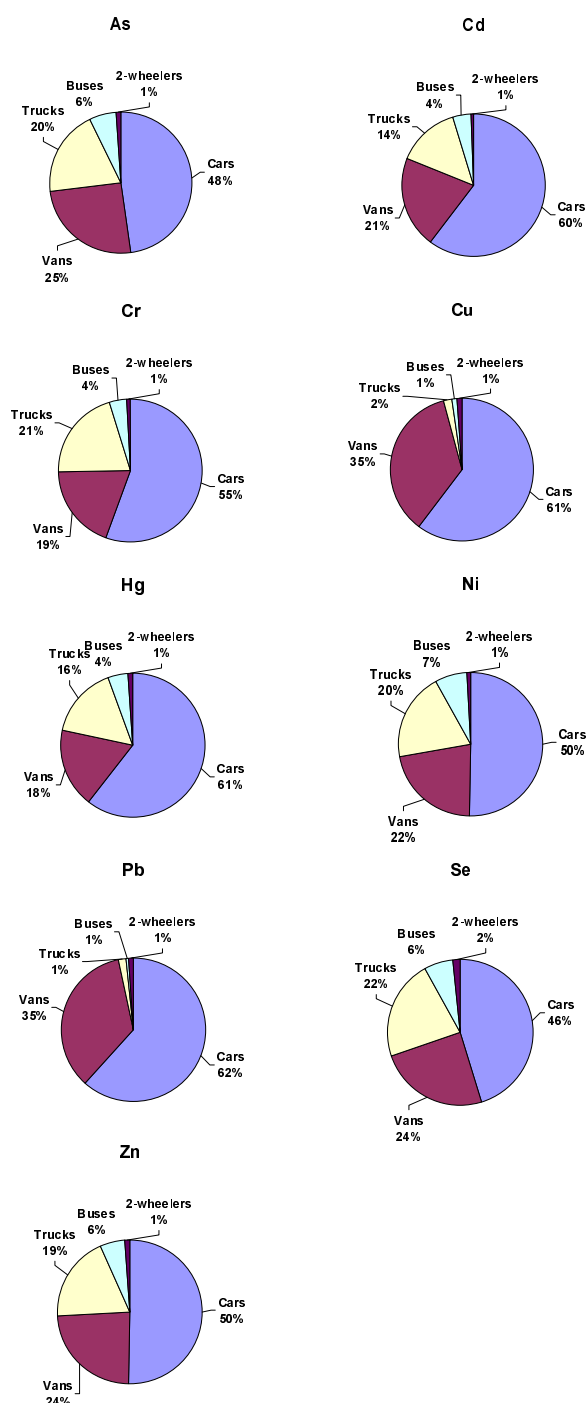 As
2-wheelers
1%
Buses
6%
Trucks
20%
Cars
48%
Vans
25%
Cd
2-wheelers
1%
Buses
4%
Trucks
14%
Vans
21%
Cars
60%
Cr
2-wheelers
1%
Buses
4%
Trucks
21%
Cars
55%
Vans
19%
Cu
2-wheelers
1%
Buses
1%
Trucks
2%
Vans
35%
Cars
61%
Hg
2-wheelers
1%
Buses
4%
Trucks
16%
Cars
61%
Vans
18%
Ni
2-wheelers
1%
Buses
7%
Trucks
20%
Cars
50%
Vans
22%
Pb
2-wheelers
1%
Buses
1%
Trucks
1%
Vans
35%
Cars
62%
Se
2-wheelers
2%
Buses
6%
Trucks
22%
Cars
46%
Vans
24%
Zn
2-wheelers
1%
Buses
6%
Trucks
19%
Cars
50%
Vans
24%